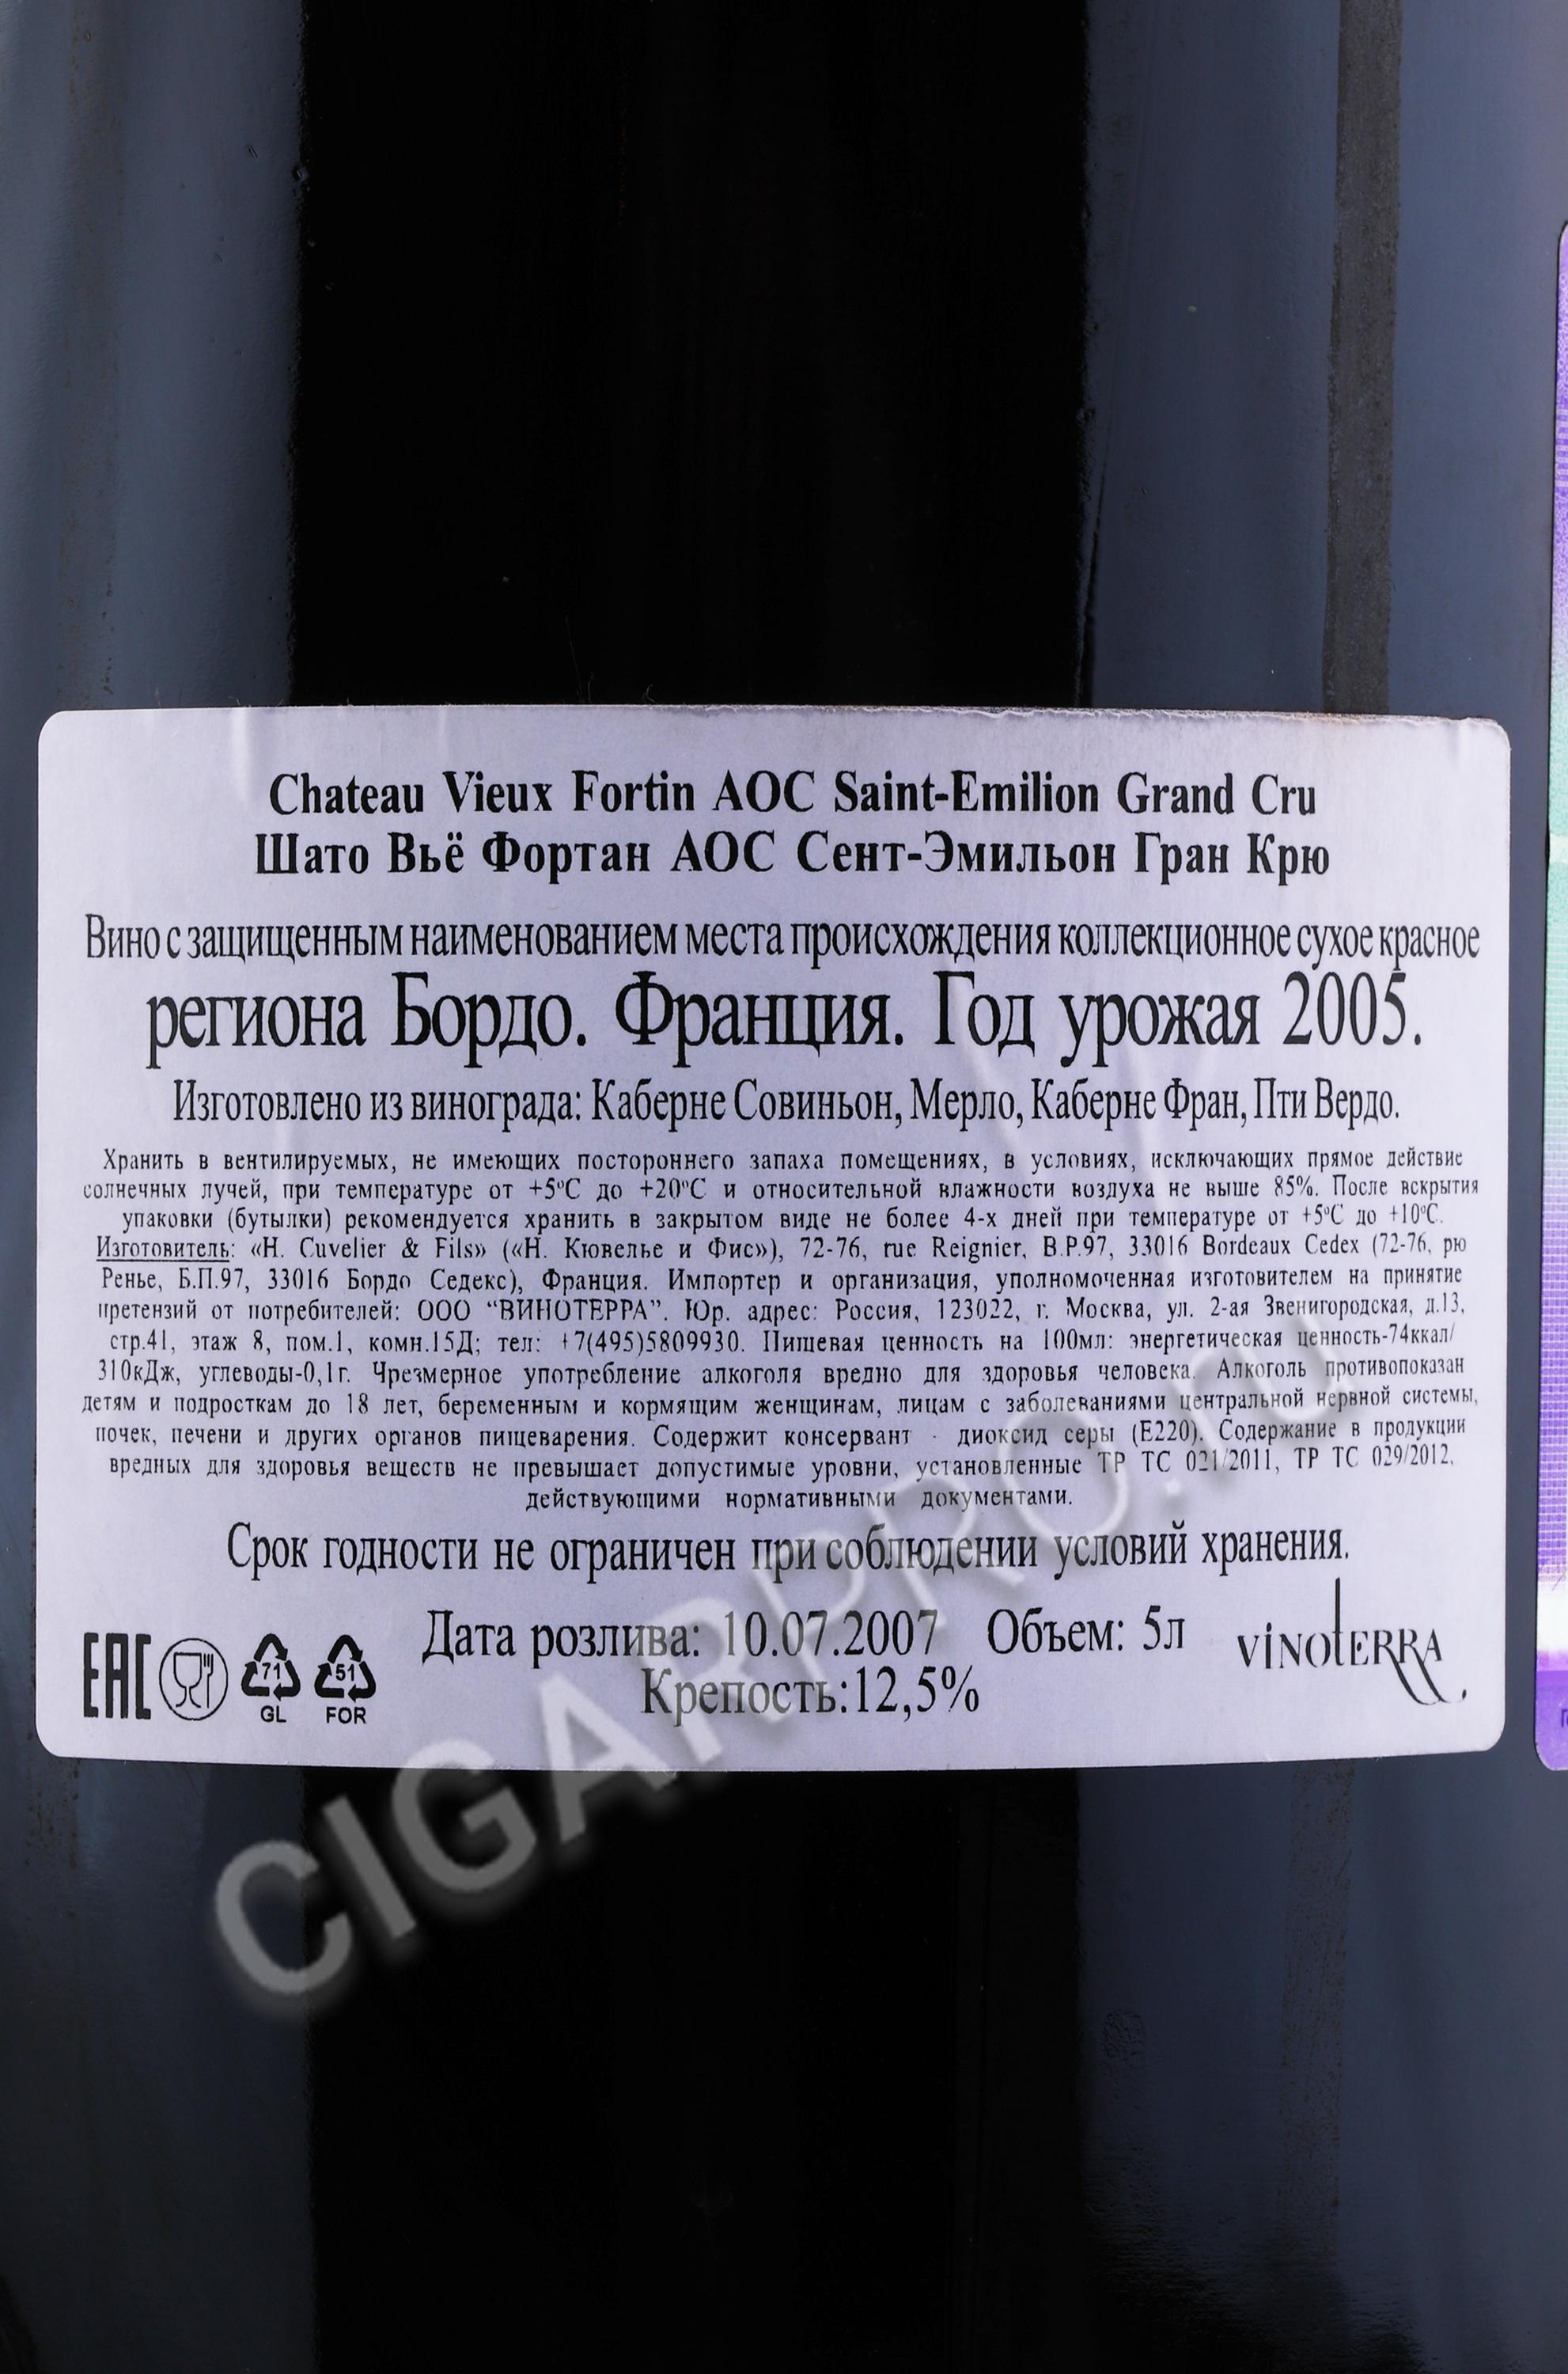 Chateau Vieux Fortin AOC Saint-Emilion Grand Cru
Шато Вьё Фортан АОС Сент-Эмильон Гран Крю
Вино с защищенным наименованием места происхождения коллекционное сухое красное
региона Бордо. Франция. Год урожая 2005.
Изготовлено из винограда: Каберне Совиньон, Мерло, Каберне Фран, Пти Вердо.
Хранить в вентилируемых, не имеющих постороннего запаха помещениях, в условиях, исключающих прямое действие
солнечных лучей, при температуре от +5ºС до +20ºС и относительной влажности воздуха не выше 85%. После вскрытия
упаковки (бутылки) рекомендуется хранить в закрытом виде не более 4-х дней при температуре от +5ºС до +10ºС.
Изготовитель: «H. Cuvelier & Fils» («Н. Кювелье и Фис»), 72-76, rue Reignier, B.P.97, 33016 Bordeaux Cedex (72-76, рю
Ренье, Б.П.97, 33016 Бордо Седекс), Франция. Импортер и организация, уполномоченная изготовителем на принятие
претензий от потребителей: ООО “ВИНОТЕРРА”. Юр. адрес: Россия, 123022, г. Москва, ул. 2-ая Звенигородская, д.13,
стр.41, этаж 8, пом.1, комн.15Д; тел: +7(495)5809930. Пищевая ценность на 100мл: энергетическая ценность-74ккал/
310кДж, углеводы-0,1г. Чрезмерное употребление алкоголя вредно для здоровья человека. Алкоголь противопоказан
детям и подросткам до 18 лет, беременным и кормящим женщинам, лицам с заболеваниями центральной нервной системы,
почек, печени и других органов пищеварения. Содержит консервант - диоксид серы (Е220). Содержание в продукции
вредных для здоровья веществ не превышает допустимые уровни, установленные ТР ТС 021/2011, ТР ТС 029/2012,
действующими нормативными документами.
Срок годности не ограничен при соблюдении условий хранения.
Дата розлива: 10.07.2007 Объем: 5л
Крепость:12,5%
EAC
71
GL
51
FOR
VINOTERRA
CIGARPRO.ru